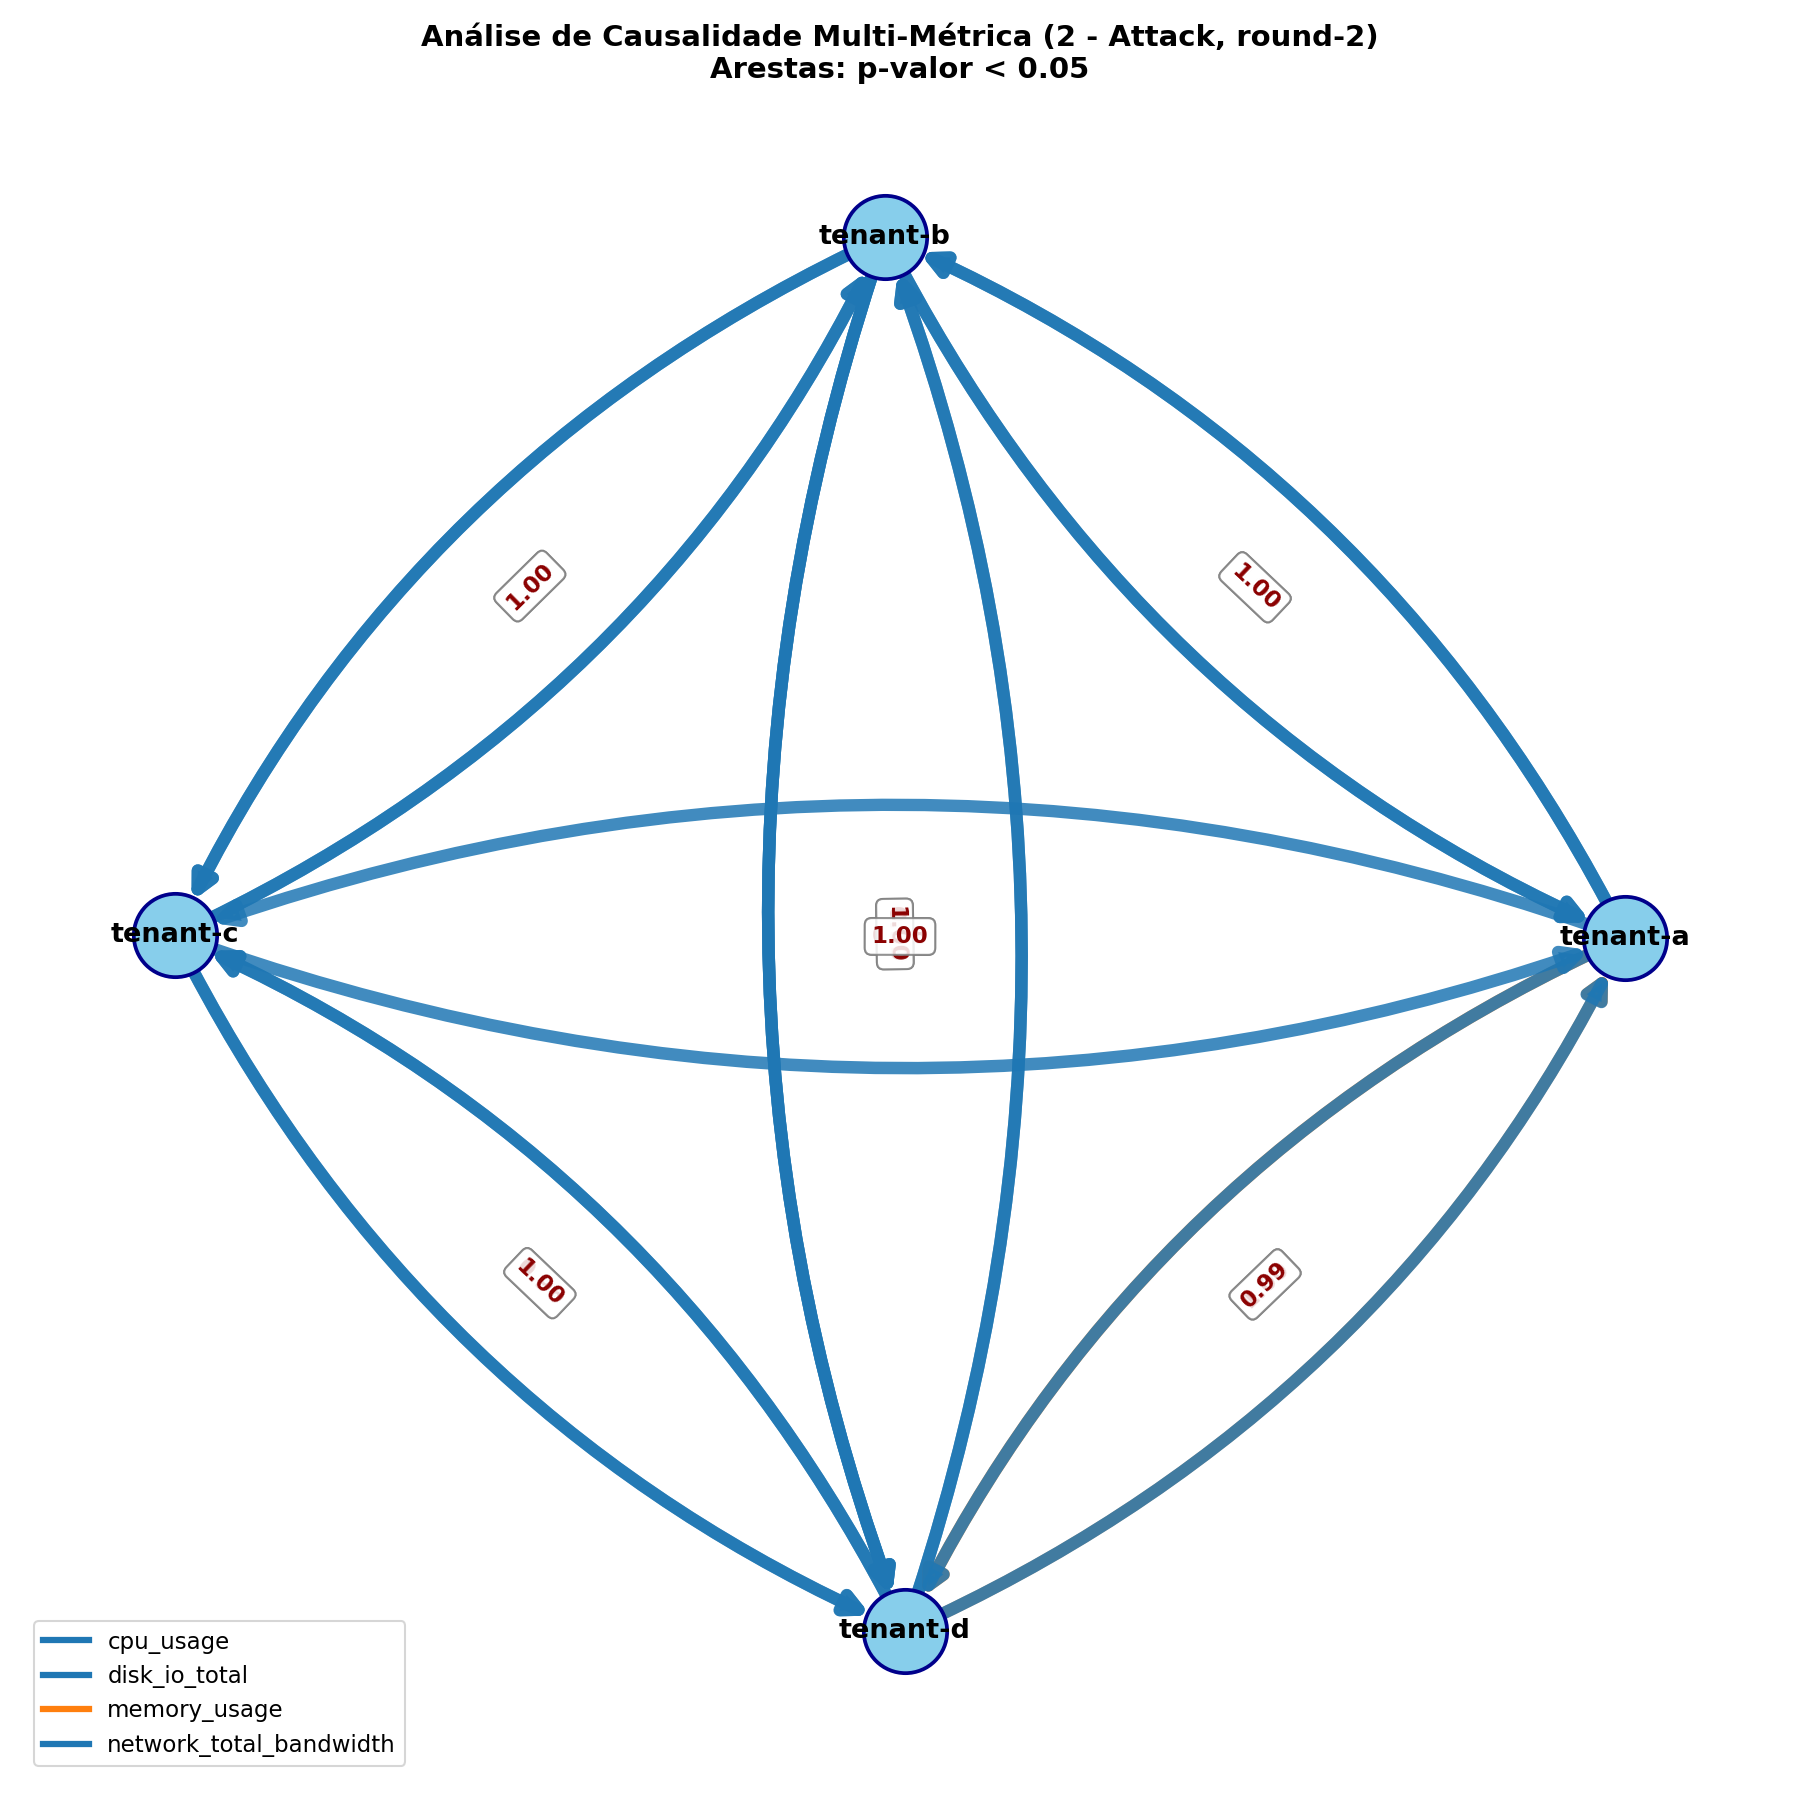 Análise de Causalidade Multi-Métrica (2 - Attack, round-2)
Arestas: p-valor < 0.05
tenant-b
1.00
1.00
1.00
tenant-c
tenant-a
1.00
0.99
tenant-d
cpu_usage
disk_io_total
memory_usage
network_total_bandwidth